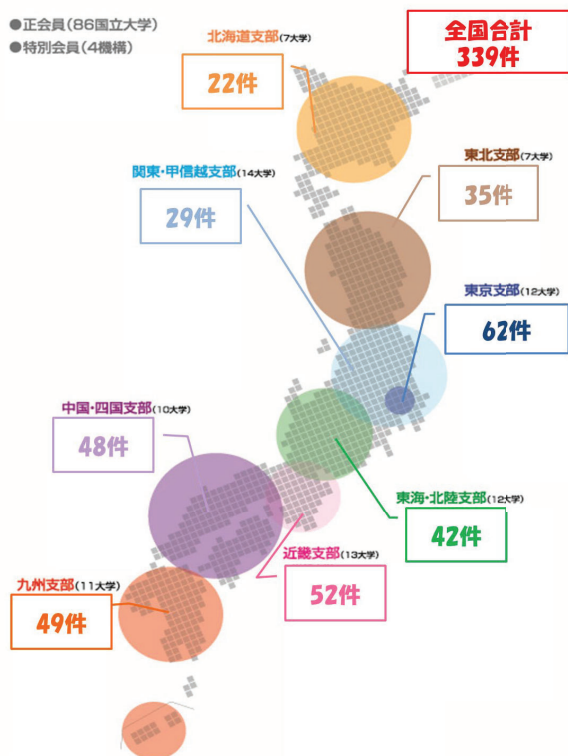 ●正会員(86国立大学)
●特別会員(4機構)
全国合計
339件
北海道支部(7大学)
22件
東北支部(7大学)
35件
関東・甲信越支部(14大学)
29件
東京支部(12大学)
62件
中国・四国支部(10大学)
48件
東海・北陸支部(12大学)
42件
近畿支部(13大学)
52件
九州支部(11大学)
49件